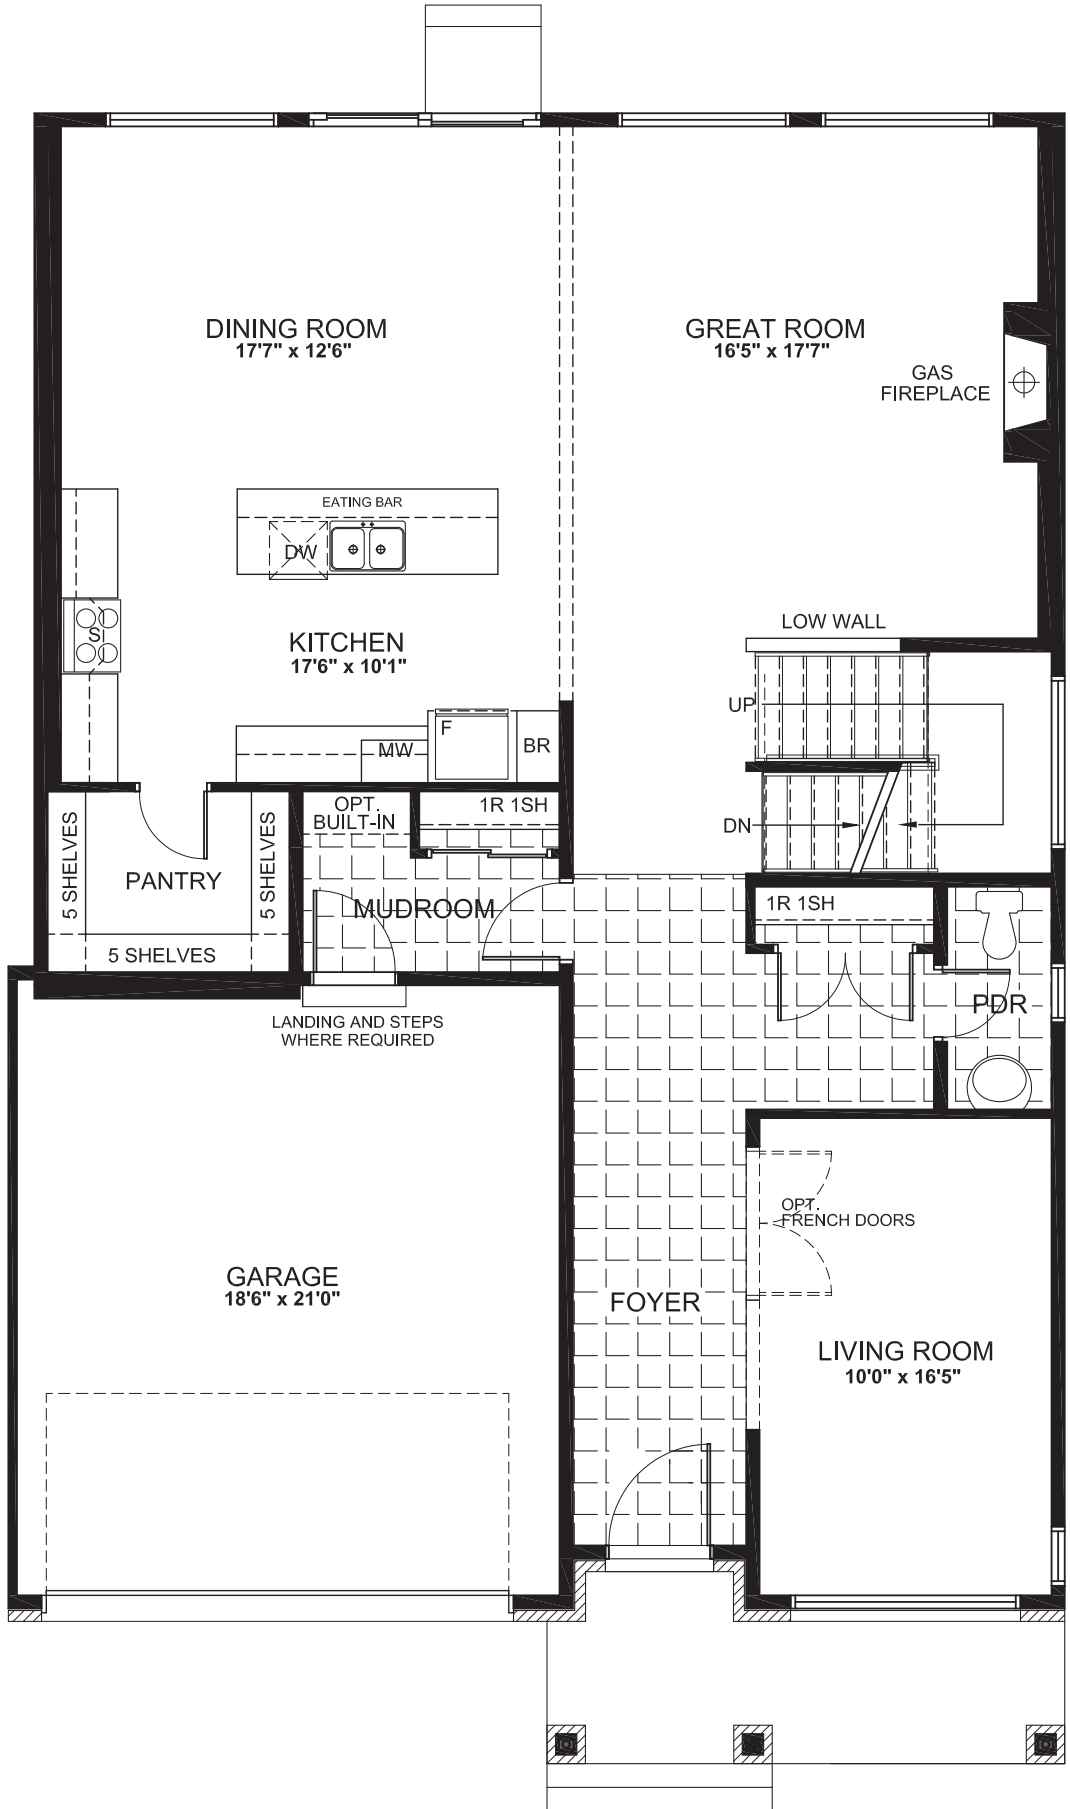 DINING ROOM
17'7" x 12'6"
GREAT ROOM
16'5" x 17'7"
GAS
FIREPLACE
EATING BAR
DW
S
KITCHEN
17'6" x 10'1"
LOW WALL
UP
F
MW
BR
DN
OPT.
BUILT-IN
1R 1SH
5 SHELVES
PANTRY
5 SHELVES
5 SHELVES
MUDROOM
1R 1SH
PDR
LANDING AND STEPS
WHERE REQUIRED
OPT.
FRENCH DOORS
GARAGE
18'6" x 21'0"
FOYER
LIVING ROOM
10'0" x 16'5"